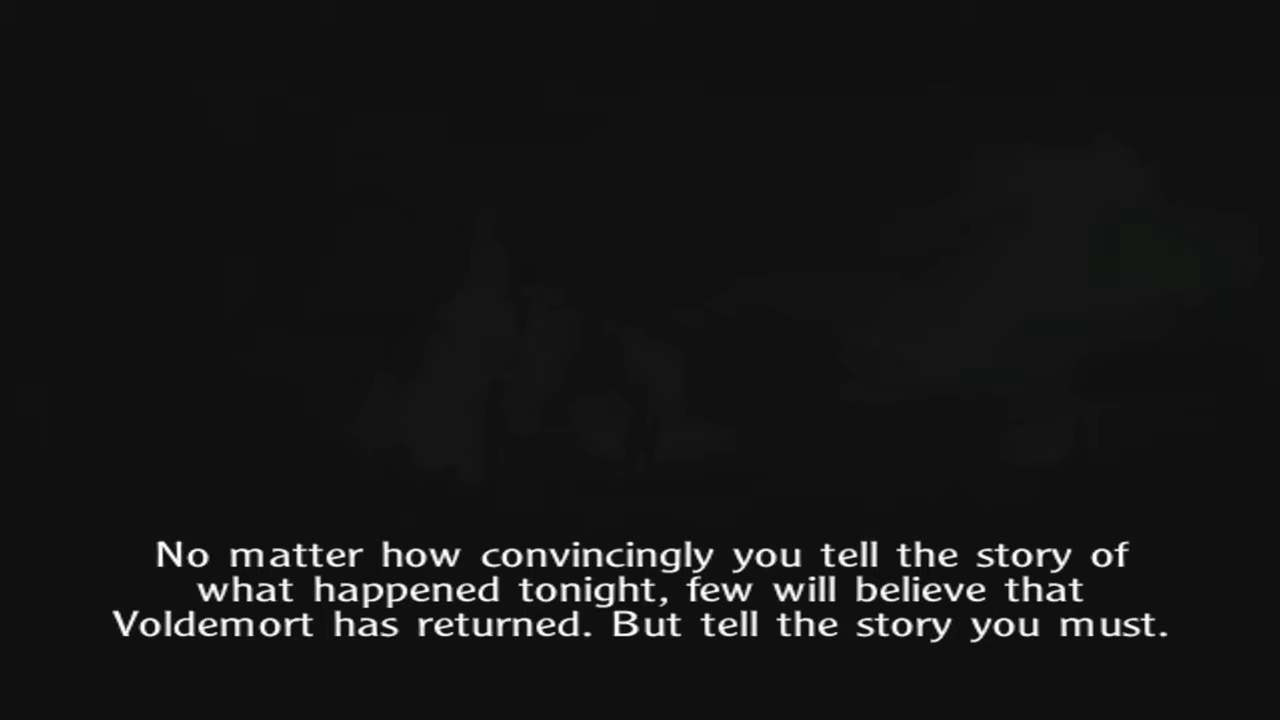 No matter how convincingly you tell the story of
what happened tonight, few will believe that
Voldemort has returned. But tell the story you must.